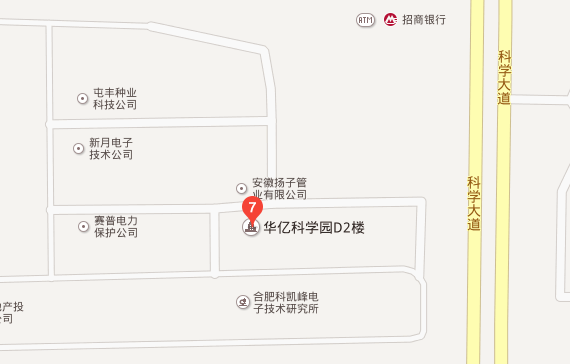 ATM 招商银行
科学大道
屯丰种业
科技公司
新月电子
技术公司
安徽扬子管
业有限公司
科学大道
7
赛普电力
保护公司
华亿科学园D2楼
合肥科凯峰电
子技术研究所
产投
公司